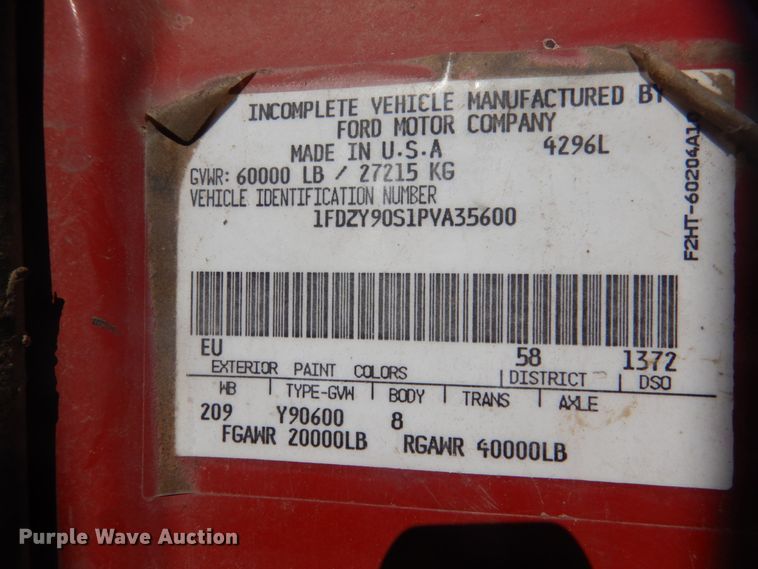 INCOMPLETE VEHICLE MANUFACTURED BY
FORD MOTOR COMPANY
MADE IN U.S.A 4296L
GVWR: 60000 LB / 27215 KG
VEHICLE IDENTIFICATION NUMBER
1FDZY90S1PVA35600
F2HT-60204A10
EU 58 1372
EXTERIOR PAINT COLORS DISTRICT DSO
WB TYPE-GVW BODY TRANS AXLE
209 Y90600 8
FGAWR 20000LB RGAWR 40000LB
Purple Wave Auction